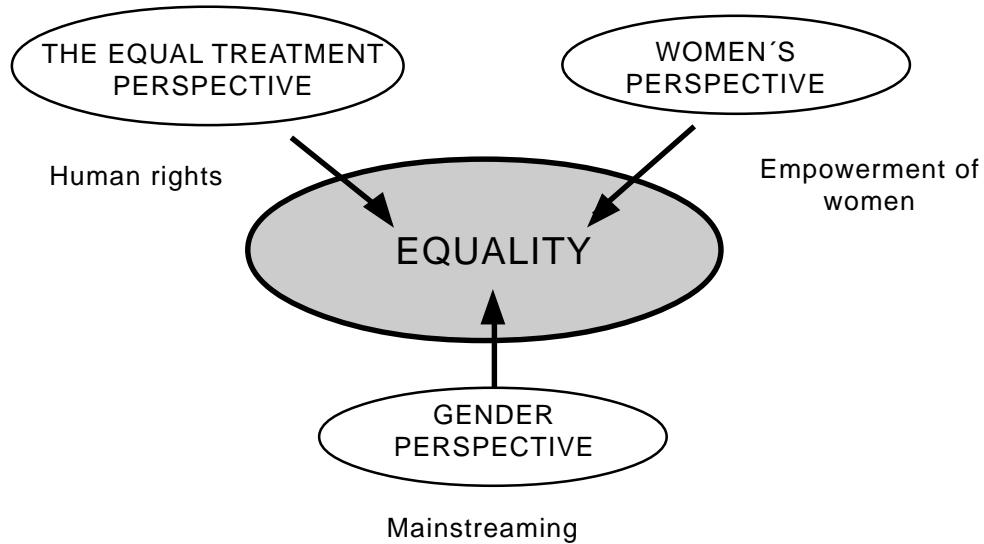 THE EQUAL TREATMENT
PERSPECTIVE
WOMEN´S
PERSPECTIVE
Human rights
Empowerment of
women
EQUALITY
GENDER
PERSPECTIVE
Mainstreaming